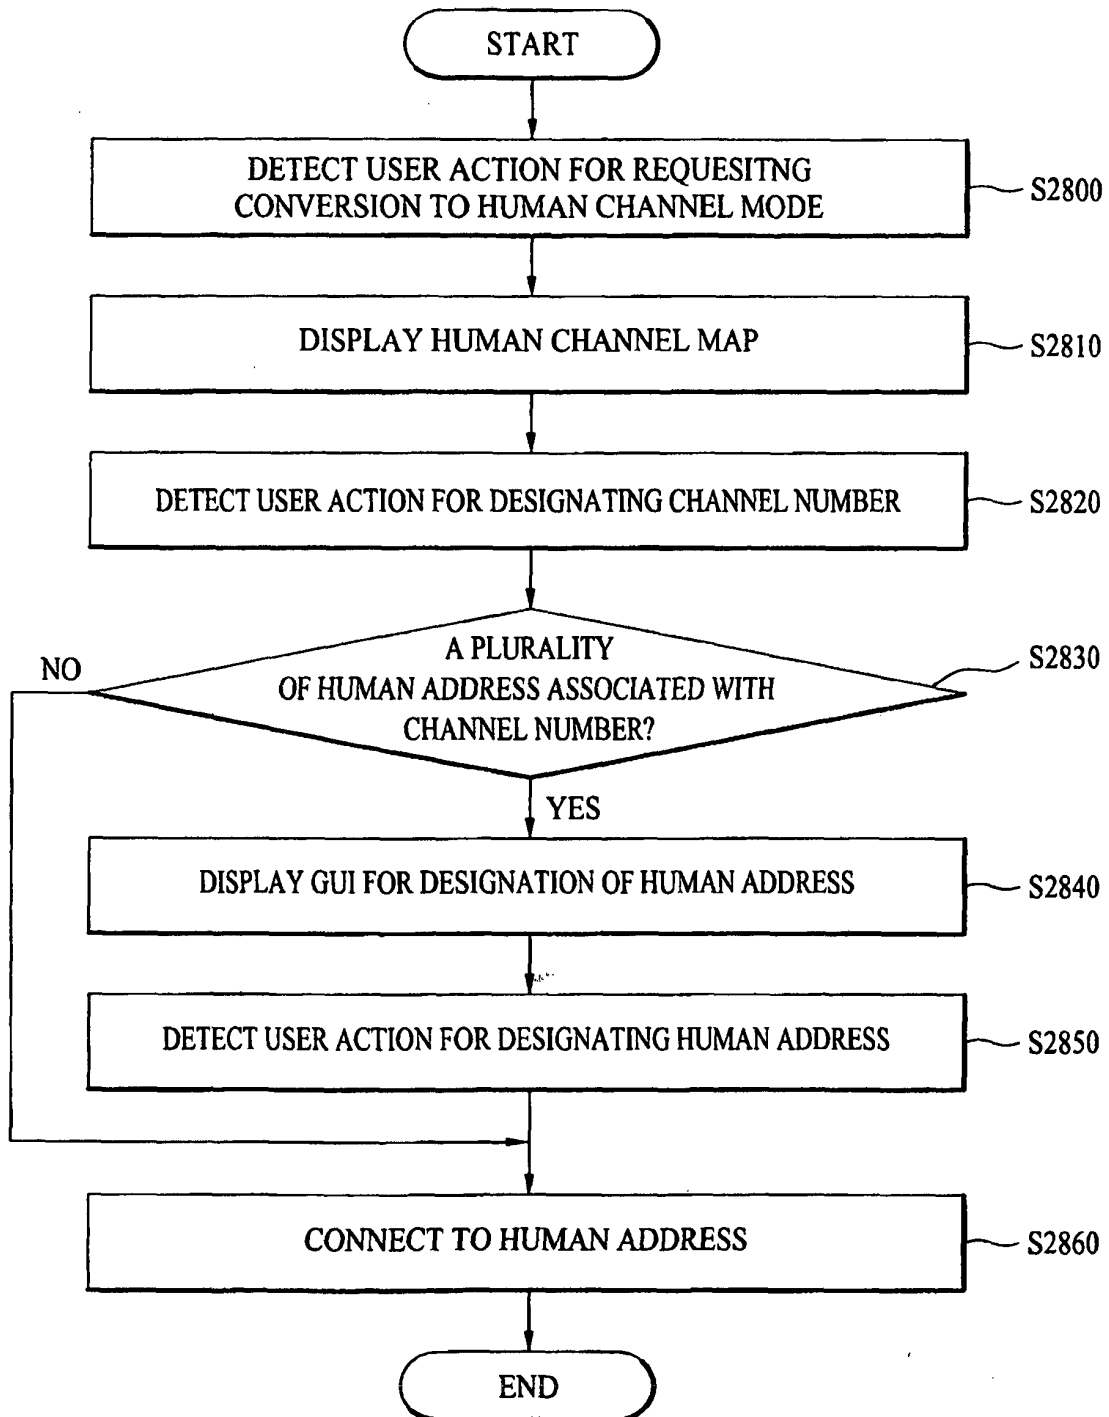 START
DETECT USER ACTION FOR REQUESITNG
CONVERSION TO HUMAN CHANNEL MODE
S2800
DISPLAY HUMAN CHANNEL MAP
S2810
DETECT USER ACTION FOR DESIGNATING CHANNEL NUMBER
S2820
A PLURALITY
OF HUMAN ADDRESS ASSOCIATED WITH
CHANNEL NUMBER?
S2830
NO
YES
DISPLAY GUI FOR DESIGNATION OF HUMAN ADDRESS
S2840
DETECT USER ACTION FOR DESIGNATING HUMAN ADDRESS
S2850
CONNECT TO HUMAN ADDRESS
S2860
END